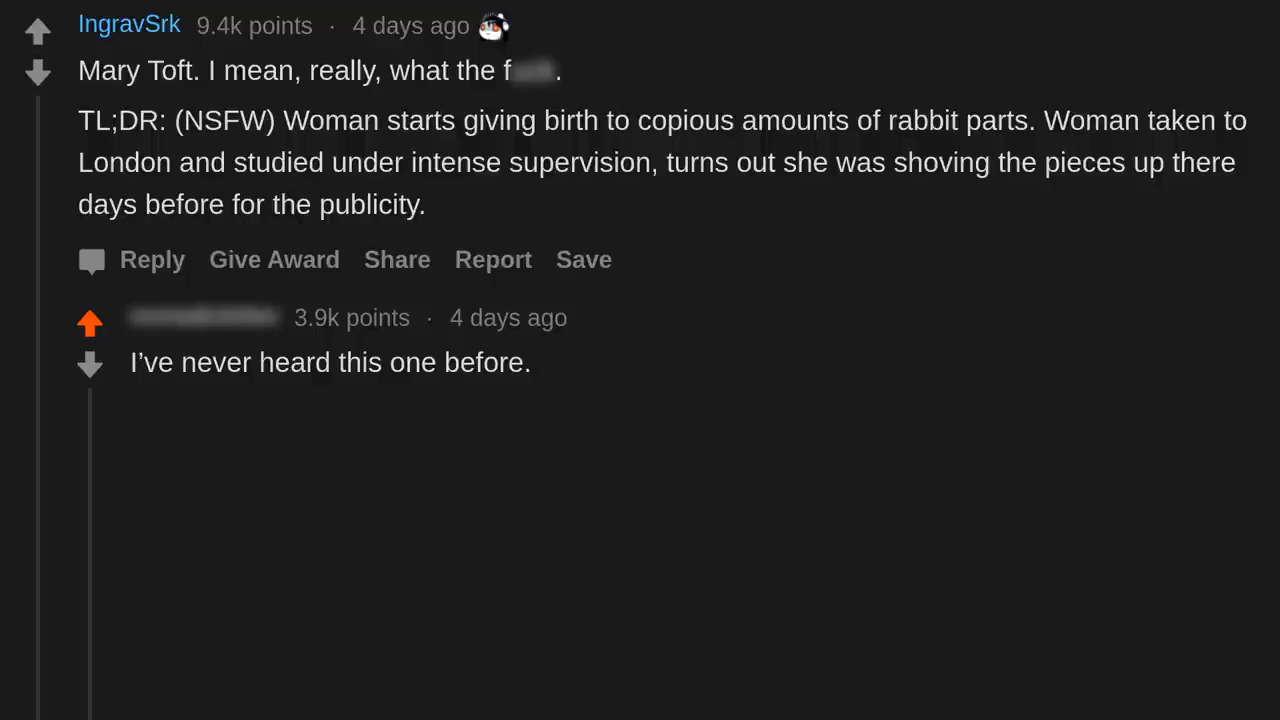 IngravSrk 9.4k points · 4 days ago
Mary Toft. I mean, really, what the f.
TL;DR: (NSFW) Woman starts giving birth to copious amounts of rabbit parts. Woman taken to
London and studied under intense supervision, turns out she was shoving the pieces up there
days before for the publicity.
Reply Give Award Share Report Save
3.9k points · 4 days ago
I’ve never heard this one before.